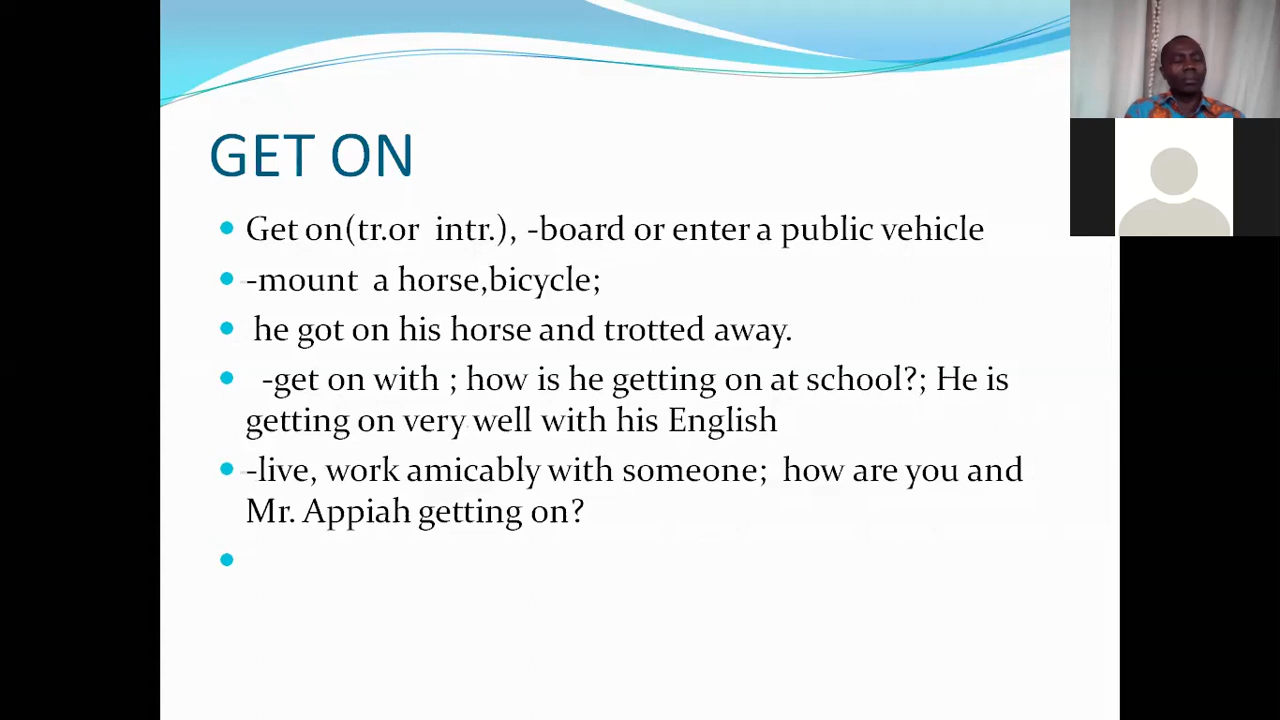 GET ON
Get on(tr.or intr.), -board or enter a public vehicle
-mount a horse,bicycle;
he got on his horse and trotted away.
-get on with ; how is he getting on at school?; He is
getting on very well with his English
-live, work amicably with someone; how are you and
Mr. Appiah getting on?